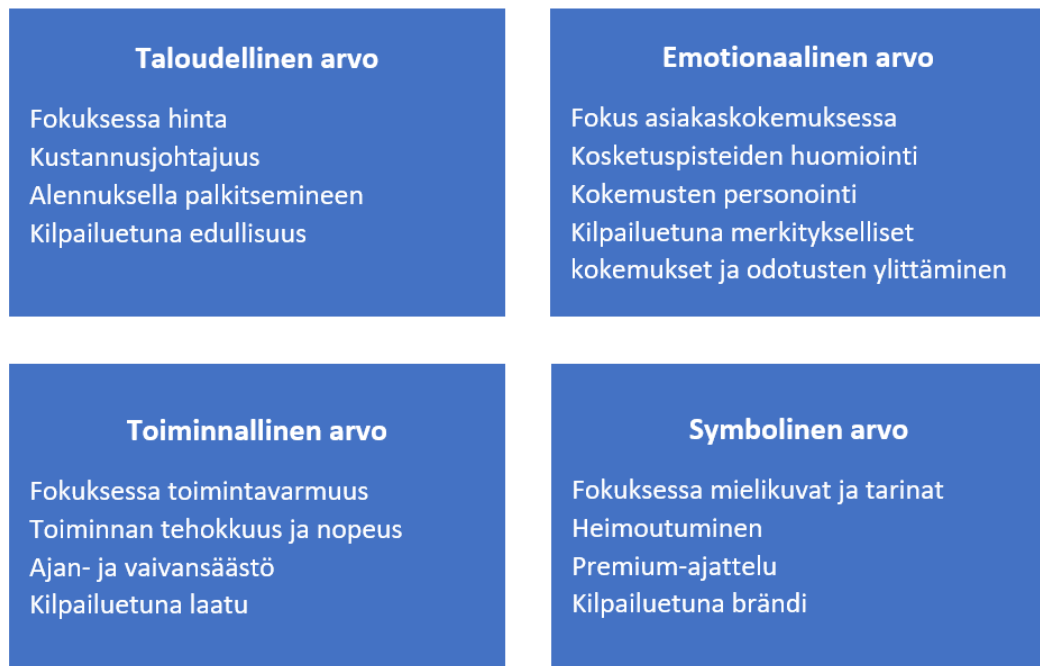 Taloudellinen arvo
Fokuksessa hinta
Kustannusjohtajuus
Alennuksella palkitsemineen
Kilpailuetuna edullisuus
Emotionaalinen arvo
Fokus asiakaskokemuksessa
Kosketuspisteiden huomiointi
Kokemusten personointi
Kilpailuetuna merkitykselliset
kokemukset ja odotusten ylittäminen
Toiminnallinen arvo
Fokuksessa toimintavarmuus
Toiminnan tehokkuus ja nopeus
Ajan- ja vaivansäästö
Kilpailuetuna laatu
Symbolinen arvo
Fokuksessa mielikuvat ja tarinat
Heimoutuminen
Premium-ajattelu
Kilpailuetuna brändi